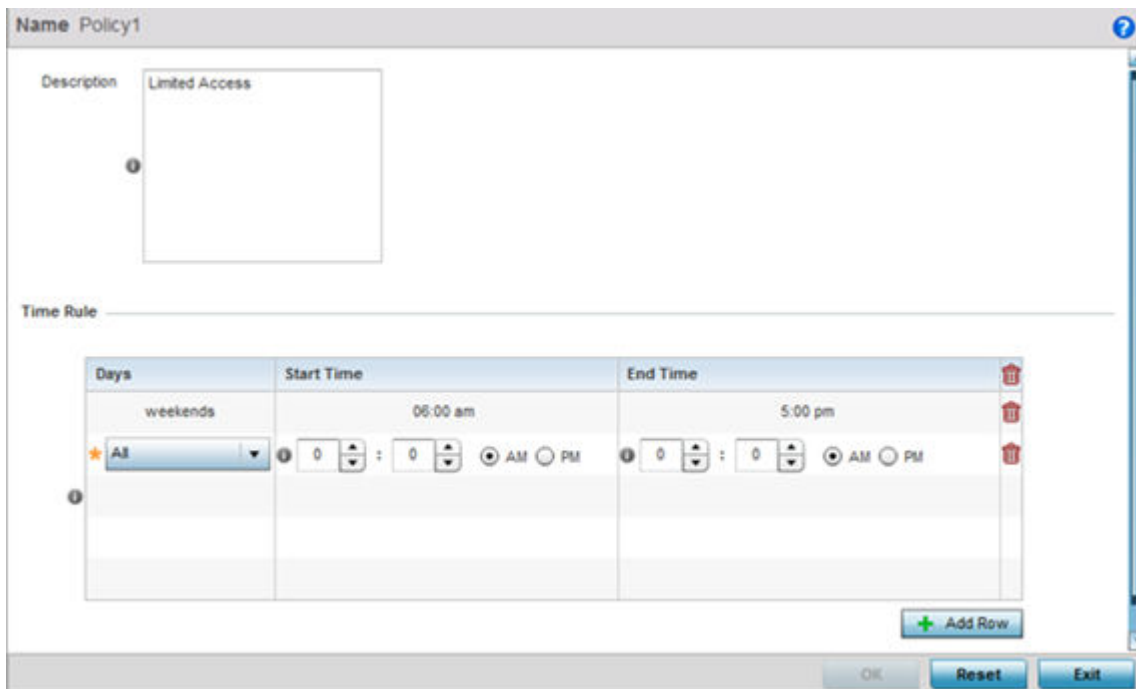 Name Policy1
Description
Limited Access
Time Rule
Days Start Time End Time
weekends 06:00 am 5:00 pm
All 0 : 0 AM PM 0 : 0 AM PM
Add Row
OK Reset Exit